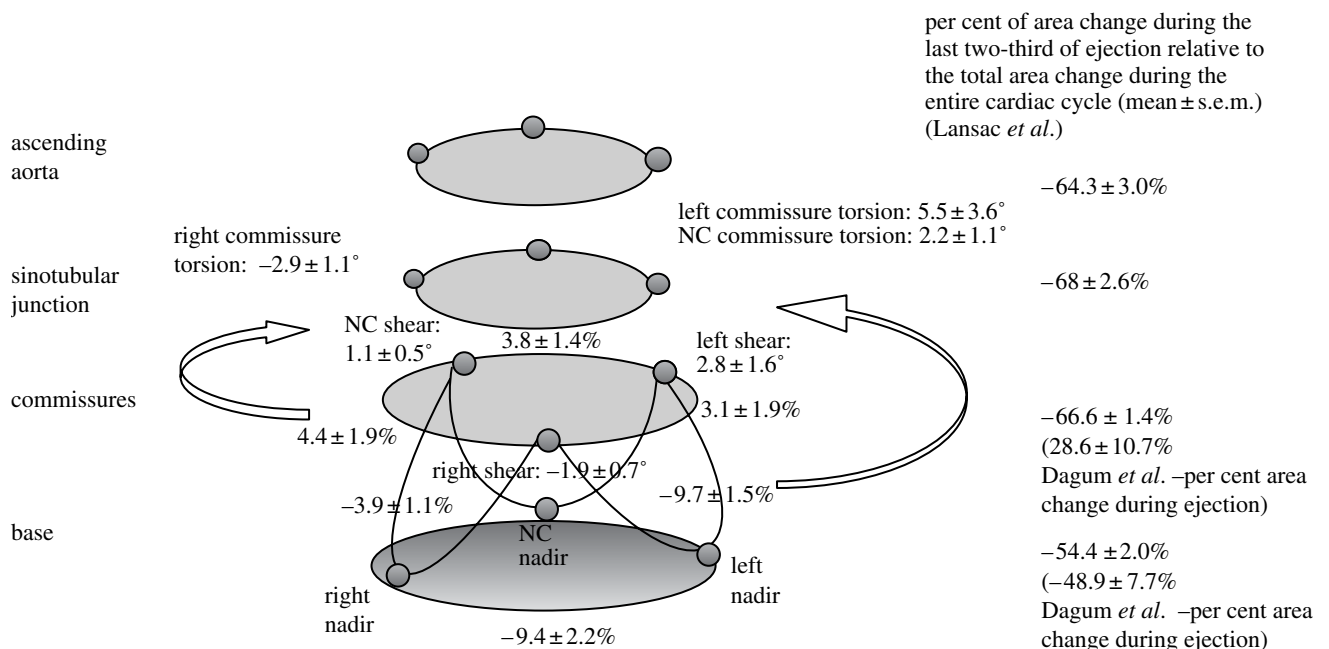 per cent of area change during the
last two-third of ejection relative to
the total area change during the
entire cardiac cycle (mean ± s.e.m.)
(Lansac et al.)
ascending
aorta
−64.3 ± 3.0%
left commissure torsion: 5.5 ± 3.6°
NC commissure torsion: 2.2 ± 1.1°
right commissure
torsion: −2.9 ± 1.1°
sinotubular
junction
−68 ± 2.6%
NC shear:
1.1 ± 0.5°
3.8 ± 1.4%
left shear:
2.8 ± 1.6°
commissures
3.1 ± 1.9%
4.4 ± 1.9%
−66.6 ± 1.4%
(28.6 ± 10.7%
Dagum et al. –per cent area
change during ejection)
right shear: −1.9 ± 0.7°
−3.9 ± 1.1%
−9.7 ± 1.5%
base
NC
nadir
left
nadir
right
nadir
−9.4 ± 2.2%
−54.4 ± 2.0%
(−48.9 ± 7.7%
Dagum et al. –per cent area
change during ejection)